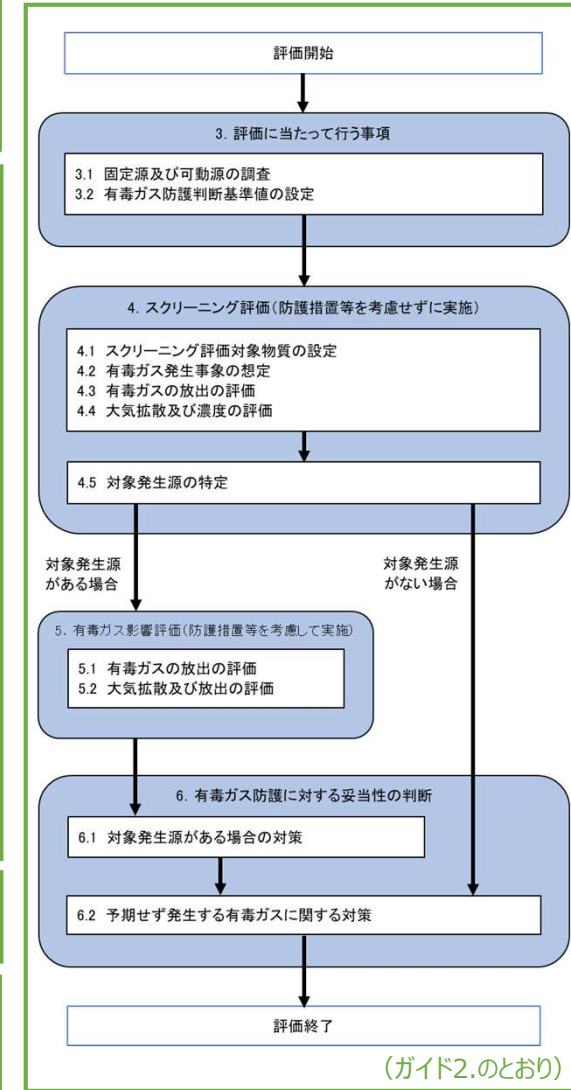 評価開始
3. 評価に当たって行う事項
3.1 固定源及び可動源の調査
3.2 有毒ガス防護判断基準値の設定
4. スクリーニング評価(防護措置等を考慮せずに実施)
4.1 スクリーニング評価対象物質の設定
4.2 有毒ガス発生事象の想定
4.3 有毒ガスの放出の評価
4.4 大気拡散及び濃度の評価
4.5 対象発生源の特定
対象発生源
がある場合
対象発生源
がない場合
5. 有毒ガス影響評価(防護措置等を考慮して実施)
5.1 有毒ガスの放出の評価
5.2 大気拡散及び放出の評価
6. 有毒ガス防護に対する妥当性の判断
6.1 対象発生源がある場合の対策
6.2 予期せず発生する有毒ガスに関する対策
評価終了
(ガイド2.のとおり)